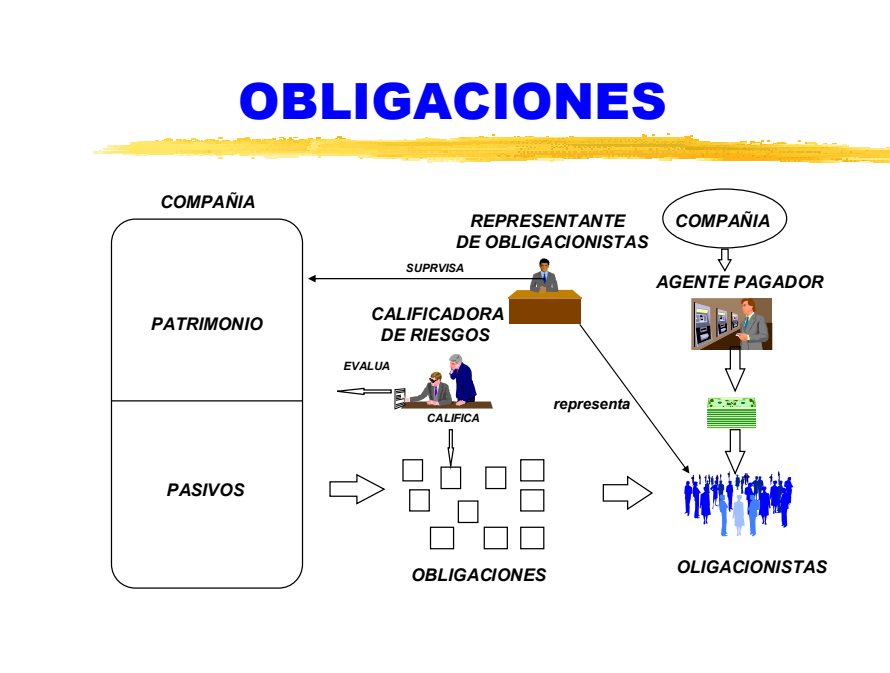 OBLIGACIONES
COMPAÑIA
PATRIMONIO
PASIVOS
REPRESENTANTE
DE OBLIGACIONISTAS
SUPRVISA
CALIFICADORA
DE RIESGOS
EVALUA
CALIFICA
representa
OBLIGACIONES
COMPAÑIA
AGENTE PAGADOR
OLIGACIONISTAS